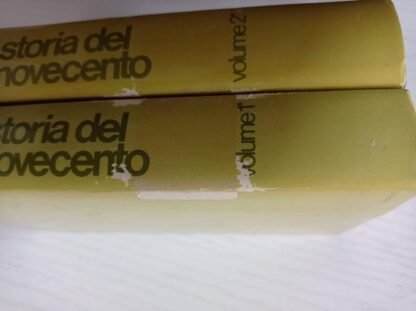 storia del
novecento
volume 2°
storia del
novecento
volume 1°